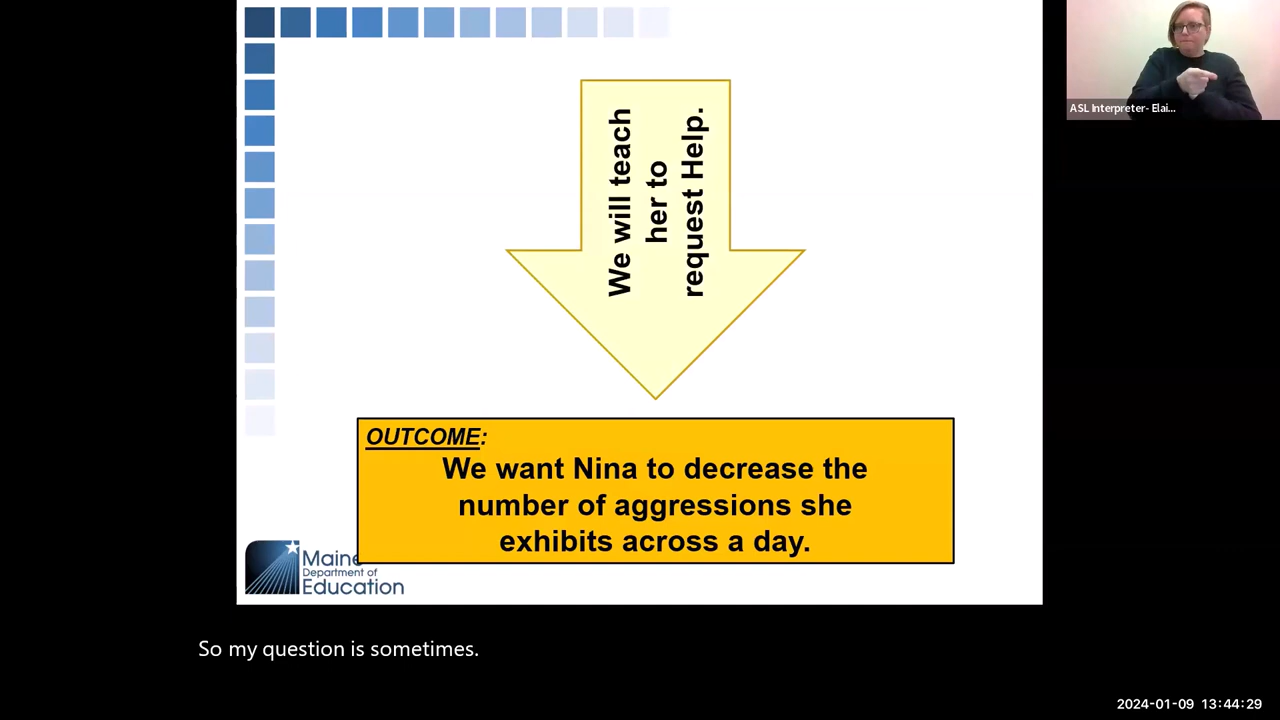 ASL Interpreter- Elai...
We will teach
her to
request Help.
OUTCOME:
We want Nina to decrease the
number of aggressions she
exhibits across a day.
Maine
Department of
Education
So my question is sometimes.
2024-01-09 13:44:29